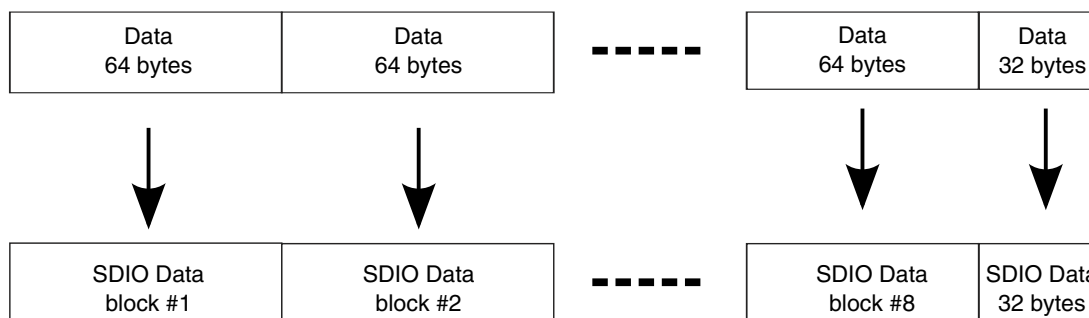 Data
64 bytes
Data
64 bytes
Data
64 bytes
Data
32 bytes
SDIO Data
block #1
SDIO Data
block #2
SDIO Data
block #8
SDIO Data
32 bytes